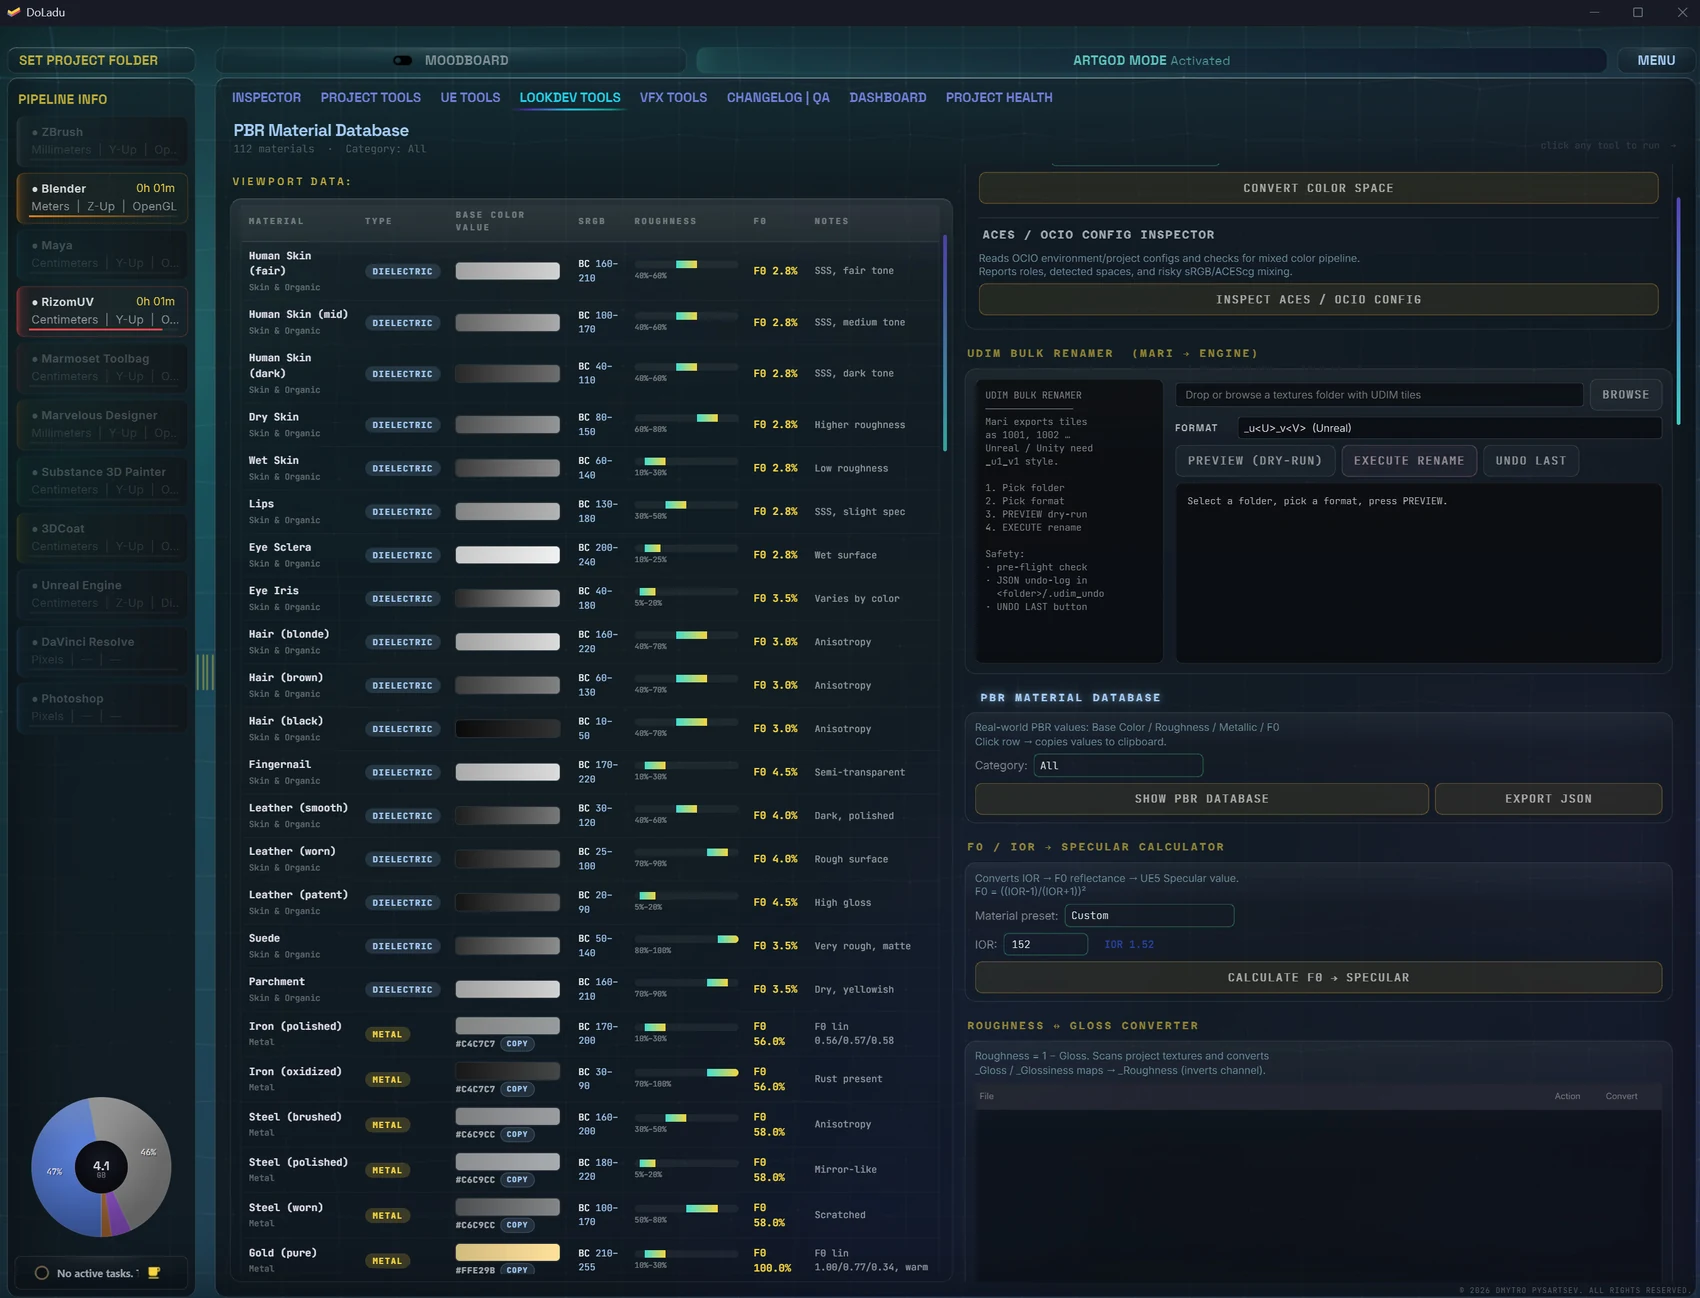 DoLadu
SET PROJECT FOLDER
MOODBOARD
ARTGOD MODE Activated
MENU
PIPELINE INFO
• ZBrush
Millimeters | Y-Up | Op...
• Blender 0h 01m
Meters | Z-Up | OpenGL
• Maya
Centimeters | Y-Up | O...
• RizomUV 0h 01m
Centimeters | Y-Up | O...
• Marmoset Toolbag
Centimeters | Y-Up | O...
• Marvelous Designer
Millimeters | Y-Up | Op...
• Substance 3D Painter
Centimeters | Y-Up | O...
• 3DCoat
Centimeters | Y-Up | O...
• Unreal Engine
Centimeters | Z-Up | Di...
• DaVinci Resolve
Pixels | — | —
• Photoshop
Pixels | — | —
47%
46%
4.1
GB
No active tasks.
INSPECTOR PROJECT TOOLS UE TOOLS LOOKDEV TOOLS VFX TOOLS CHANGELOG | QA DASHBOARD PROJECT HEALTH
PBR Material Database
112 materials · Category: All
click any tool to run →
VIEWPORT DATA:
MATERIAL TYPE BASE COLOR VALUE SRGB ROUGHNESS F0 NOTES
Human Skin (fair) DIELECTRIC BC 160-210 40%-60% F0 2.8% SSS, fair tone
Skin & Organic
Human Skin (mid) DIELECTRIC BC 100-170 40%-60% F0 2.8% SSS, medium tone
Skin & Organic
Human Skin (dark) DIELECTRIC BC 40-110 40%-60% F0 2.8% SSS, dark tone
Skin & Organic
Dry Skin DIELECTRIC BC 80-150 60%-80% F0 2.8% Higher roughness
Skin & Organic
Wet Skin DIELECTRIC BC 60-140 10%-30% F0 2.8% Low roughness
Skin & Organic
Lips DIELECTRIC BC 130-180 30%-50% F0 2.8% SSS, slight spec
Skin & Organic
Eye Sclera DIELECTRIC BC 200-240 10%-25% F0 2.8% Wet surface
Skin & Organic
Eye Iris DIELECTRIC BC 40-180 5%-20% F0 3.5% Varies by color
Skin & Organic
Hair (blonde) DIELECTRIC BC 160-220 40%-70% F0 3.0% Anisotropy
Skin & Organic
Hair (brown) DIELECTRIC BC 60-130 40%-70% F0 3.0% Anisotropy
Skin & Organic
Hair (black) DIELECTRIC BC 10-50 40%-70% F0 3.0% Anisotropy
Skin & Organic
Fingernail DIELECTRIC BC 170-220 10%-30% F0 4.5% Semi-transparent
Skin & Organic
Leather (smooth) DIELECTRIC BC 30-120 40%-60% F0 4.0% Dark, polished
Skin & Organic
Leather (worn) DIELECTRIC BC 25-100 70%-90% F0 4.0% Rough surface
Skin & Organic
Leather (patent) DIELECTRIC BC 20-90 5%-20% F0 4.5% High gloss
Skin & Organic
Suede DIELECTRIC BC 50-140 80%-100% F0 3.5% Very rough, matte
Skin & Organic
Parchment DIELECTRIC BC 160-210 70%-90% F0 3.5% Dry, yellowish
Skin & Organic
Iron (polished) METAL #C4C7C7 COPY BC 170-200 10%-30% F0 56.0% F0 lin 0.56/0.57/0.58
Metal
Iron (oxidized) METAL #C4C7C7 COPY BC 30-90 70%-100% F0 56.0% Rust present
Metal
Steel (brushed) METAL #C6C9CC COPY BC 160-200 30%-50% F0 58.0% Anisotropy
Metal
Steel (polished) METAL #C6C9CC COPY BC 180-220 5%-20% F0 58.0% Mirror-like
Metal
Steel (worn) METAL #C6C9CC COPY BC 100-170 50%-80% F0 58.0% Scratched
Metal
Gold (pure) METAL #FFE29B COPY BC 210-255 10%-30% F0 100.0% F0 lin 1.00/0.77/0.34, warm
Metal
CONVERT COLOR SPACE
ACES / OCIO CONFIG INSPECTOR
Reads OCIO environment/project configs and checks for mixed color pipeline.
Reports roles, detected spaces, and risky sRGB/ACEScg mixing.
INSPECT ACES / OCIO CONFIG
UDIM BULK RENAMER (MARI → ENGINE)
UDIM BULK RENAMER
Mari exports tiles
as 1001, 1002 …
Unreal / Unity need
_u1_v1 style.
1. Pick folder
2. Pick format
3. PREVIEW dry-run
4. EXECUTE rename
Safety:
· pre-flight check
· JSON undo-log in
<folder>/.udim_undo
· UNDO LAST button
Drop or browse a textures folder with UDIM tiles
BROWSE
FORMAT _u<U>_v<V> (Unreal)
PREVIEW (DRY-RUN) EXECUTE RENAME UNDO LAST
Select a folder, pick a format, press PREVIEW.
PBR MATERIAL DATABASE
Real-world PBR values: Base Color / Roughness / Metallic / F0
Click row → copies values to clipboard.
Category: All
SHOW PBR DATABASE EXPORT JSON
F0 / IOR → SPECULAR CALCULATOR
Converts IOR → F0 reflectance → UE5 Specular value.
F0 = ((IOR-1)/(IOR+1))²
Material preset: Custom
IOR: 152 IOR 1.52
CALCULATE F0 → SPECULAR
ROUGHNESS ↔ GLOSS CONVERTER
Roughness = 1 − Gloss. Scans project textures and converts
_Gloss / _Glossiness maps → _Roughness (inverts channel).
File Action Convert
© 2026 DMYTRO PYSARTSEV. ALL RIGHTS RESERVED.